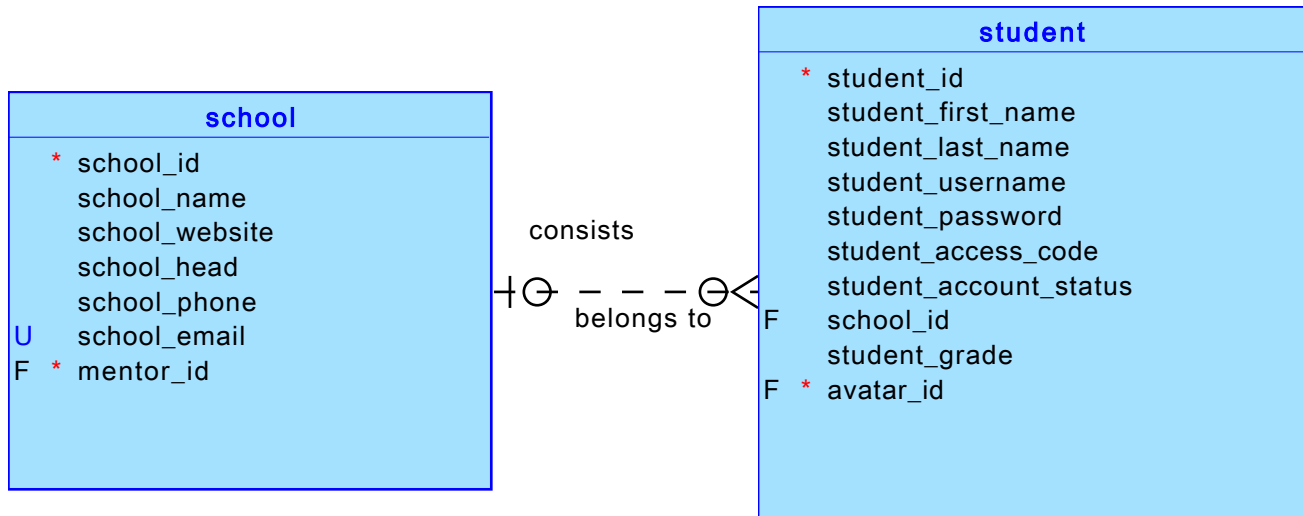 school
* school_id
school_name
school_website
school_head
school_phone
U school_email
F * mentor_id
consists
belongs to
student
* student_id
student_first_name
student_last_name
student_username
student_password
student_access_code
student_account_status
F school_id
student_grade
F * avatar_id